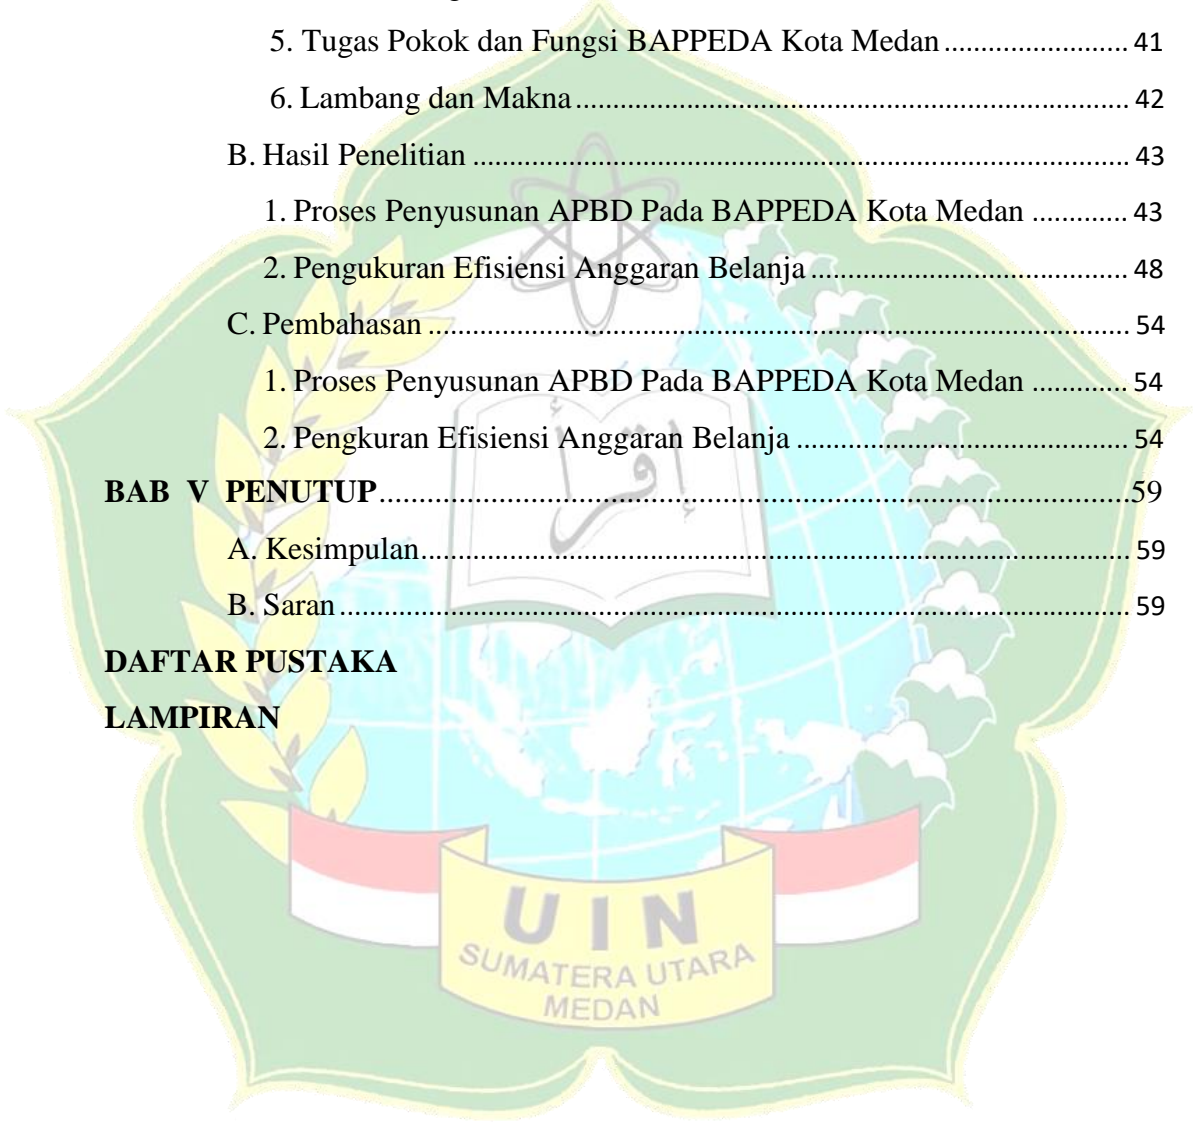 5. Tugas Pokok dan Fungsi BAPPEDA Kota Medan ....................... 41
6. Lambang dan Makna ..................................................................... 42
B. Hasil Penelitian .................................................................................. 43
1. Proses Penyusunan APBD Pada BAPPEDA Kota Medan ............ 43
2. Pengukuran Efisiensi Anggaran Belanja ....................................... 48
C. Pembahasan ....................................................................................... 54
1. Proses Penyusunan APBD Pada BAPPEDA Kota Medan ............ 54
2. Pengkuran Efisiensi Anggaran Belanja ......................................... 54
BAB V PENUTUP ..............................................................................................59
A. Kesimpulan ........................................................................................ 59
B. Saran .................................................................................................. 59
DAFTAR PUSTAKA
LAMPIRAN
إقرأ
UIN
SUMATERA UTARA
MEDAN